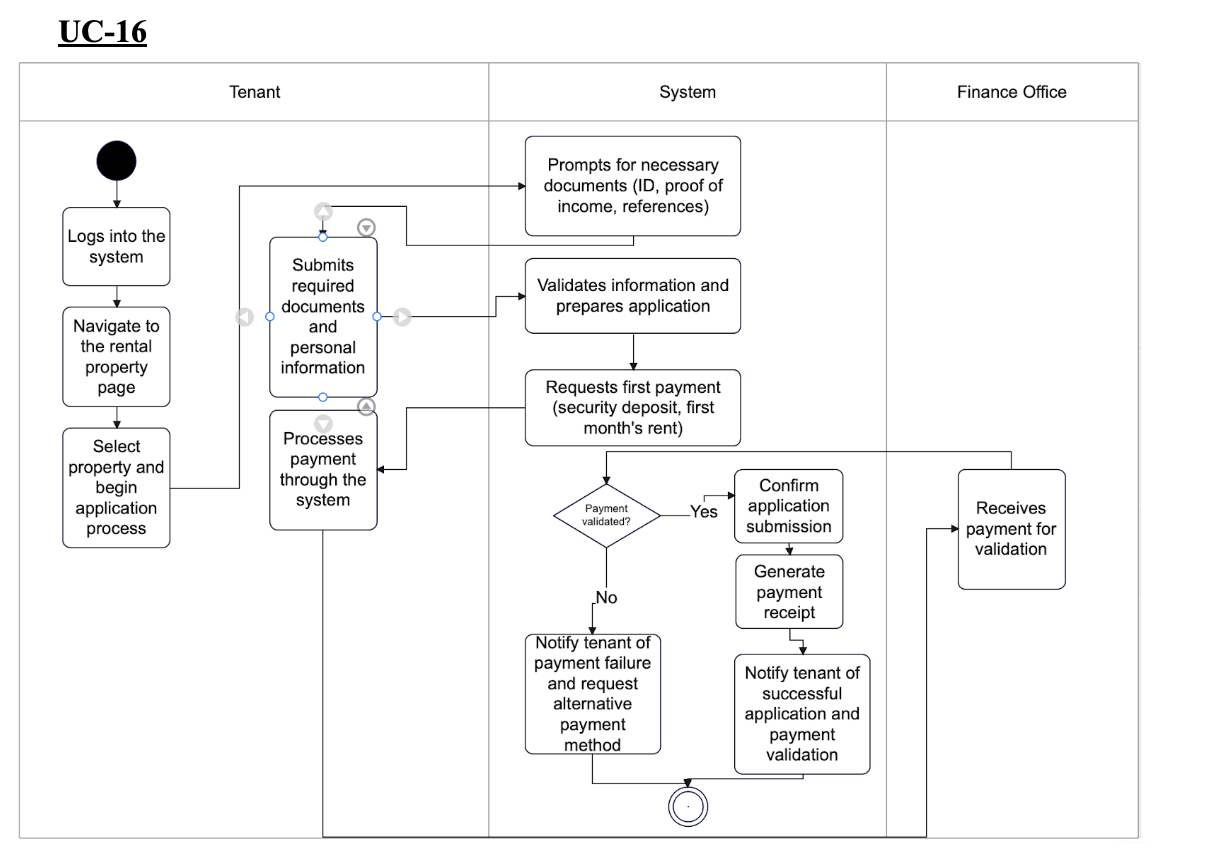 UC-16
Tenant
System
Finance Office
Logs into the
system
Navigate to
the rental
property
page
Select
property and
begin
application
process
Submits
required
documents
and
personal
information
Processes
payment
through the
system
Prompts for necessary
documents (ID, proof of
income, references)
Validates information and
prepares application
Requests first payment
(security deposit, first
month's rent)
Payment
validated?
Yes
No
Confirm
application
submission
Generate
payment
receipt
Notify tenant of
payment failure
and request
alternative
payment
method
Notify tenant of
successful
application and
payment
validation
Receives
payment for
validation